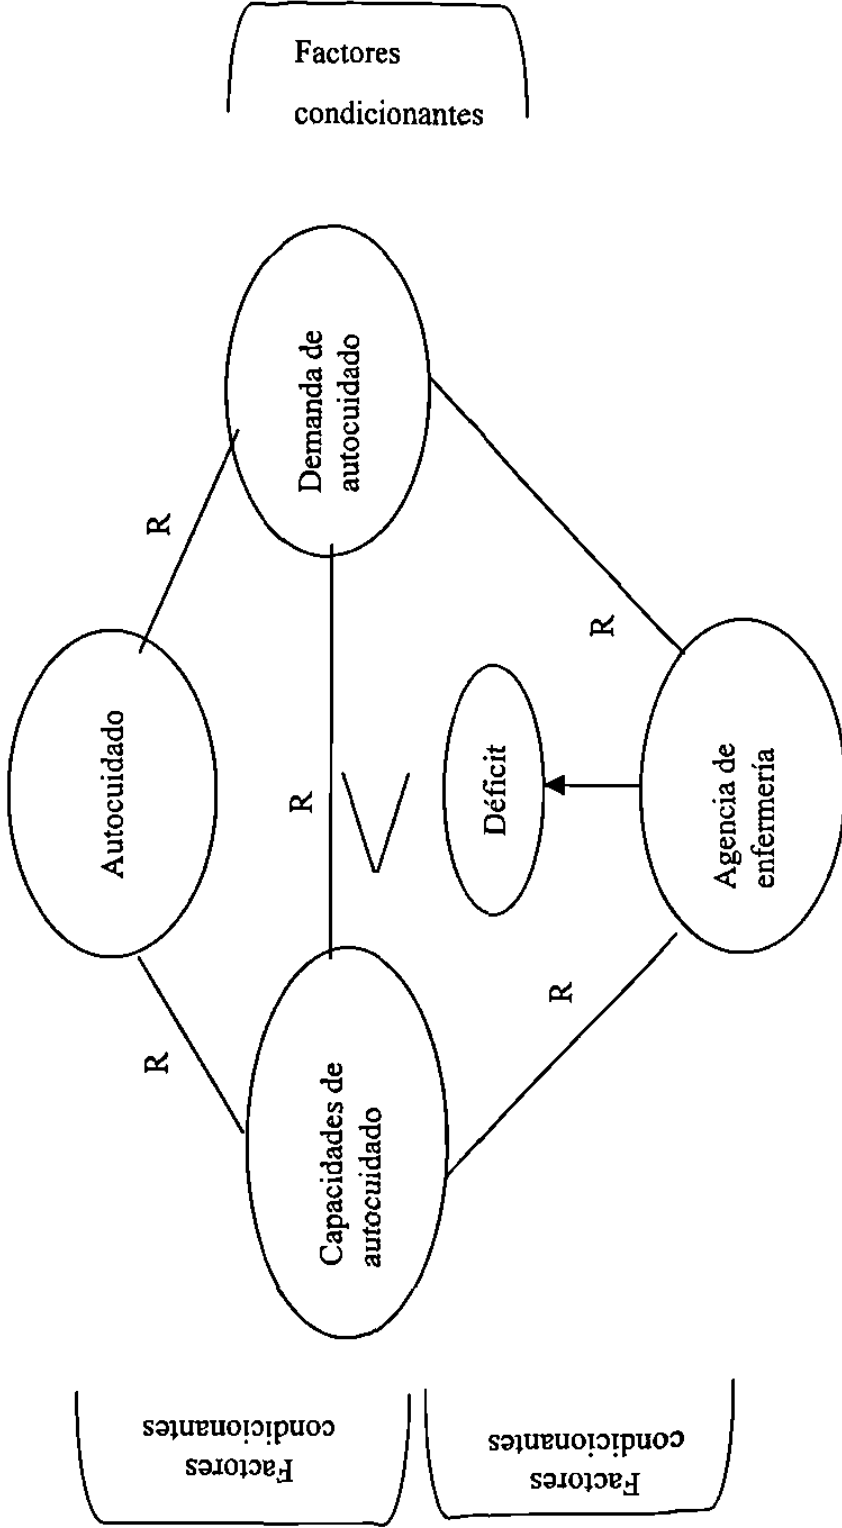 Factores
condicionantes
Autocuidado
R
R
Capacidades de
autocuidado
R
Demanda de
autocuidado
Déficit
R
R
Agencia de
enfermería
Factores
condicionantes
Factores
condicionantes